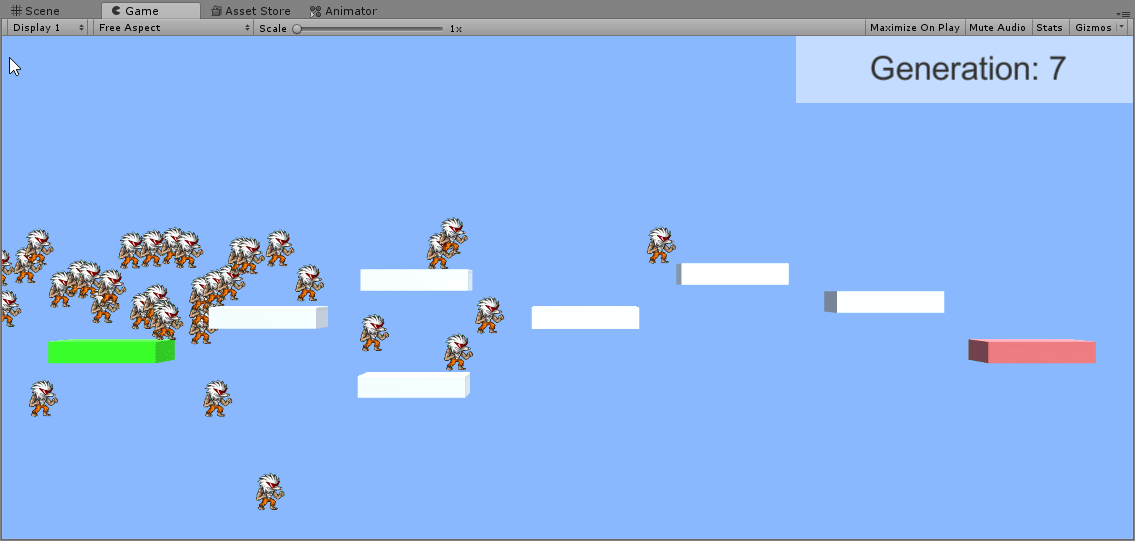 Scene Game Asset Store Animator
Display 1 Free Aspect Scale 1x Maximize On Play Mute Audio Stats Gizmos
Generation: 7